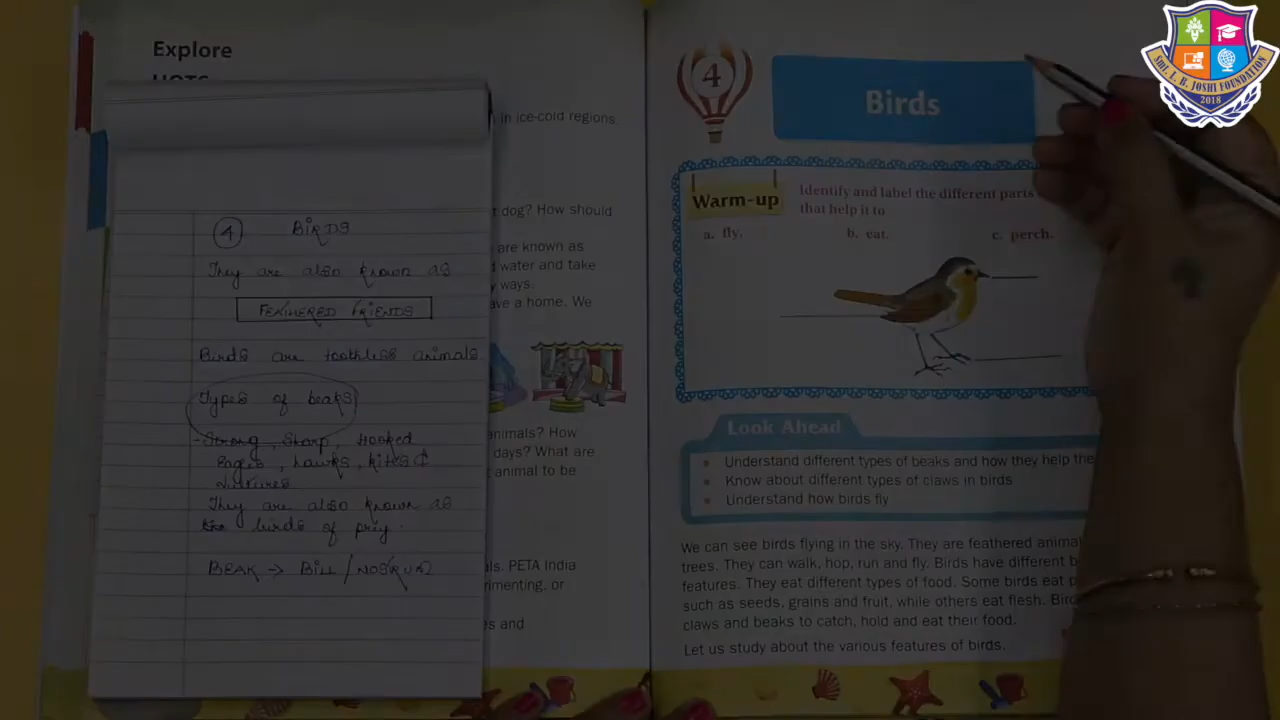 Explore
HOTS
in ice-cold regions.
t dog? How should
are known as
d water and take
y ways.
ave a home. We
animals? How
days? What are
t animal to be
als. PETA India
rimenting, or
es and
4 BIRDS
They are also known as
FEATHERED FRIENDS
Birds are toothless animals
Types of beaks
- Strong, Sharp, Hooked
Eagles, hawks, kites &
vultures
They are also known as
the birds of prey.
BEAK → BILL /
4
Birds
Warm-up
Identify and label the different parts
that help it to
a. fly. b. eat. c. perch.
Look Ahead
• Understand different types of beaks and how they help the
• Know about different types of claws in birds
• Understand how birds fly
We can see birds flying in the sky. They are feathered anima
trees. They can walk, hop, run and fly. Birds have different b
features. They eat different types of food. Some birds eat p
such as seeds, grains and fruit, while others eat flesh. Bird
claws and beaks to catch, hold and eat their food.
Let us study about the various features of birds.
SMT. L. B. JOSHI FOUNDATION
2018